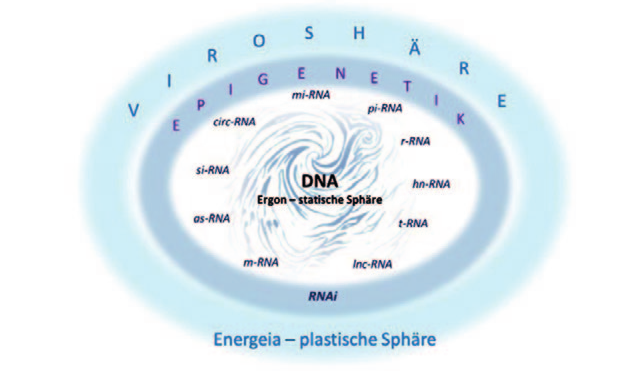 VIROSHÄRE
EPIGENETIK
mi-RNA
circ-RNA
pi-RNA
r-RNA
si-RNA
hn-RNA
DNA
Ergon – statische Sphäre
as-RNA
t-RNA
m-RNA
lnc-RNA
RNAi
Energeia – plastische Sphäre